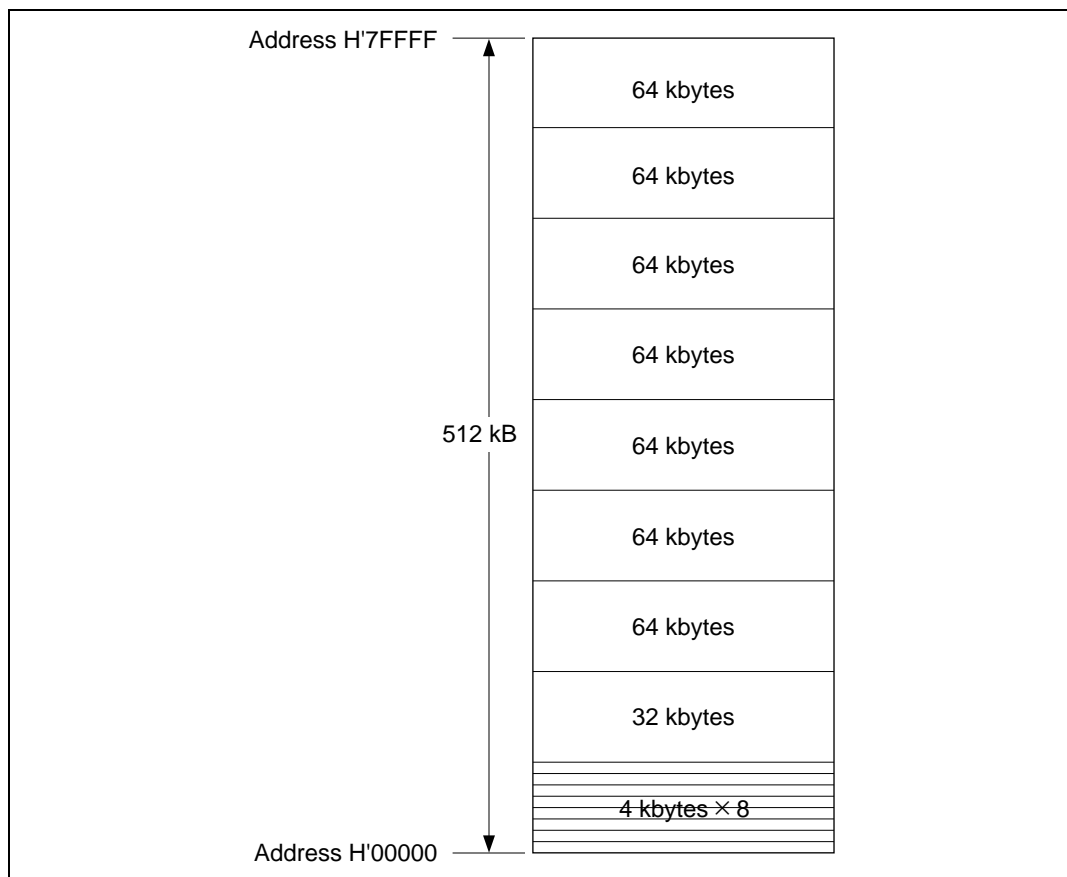 Address H'7FFFF
64 kbytes
64 kbytes
64 kbytes
64 kbytes
512 kB
64 kbytes
64 kbytes
64 kbytes
32 kbytes
4 kbytes × 8
Address H'00000